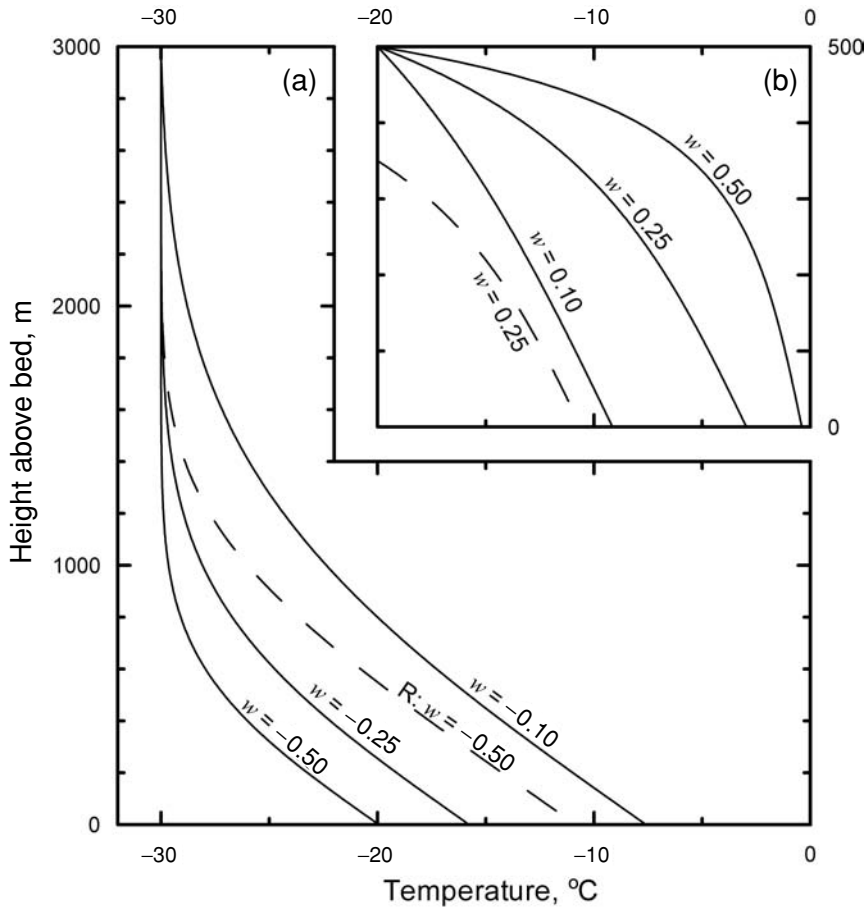 −30 −20 −10 0
3000 (a) (b) 500
w = 0.50
w = 0.25
w = 0.10
w = 0.25
2000
0
Height above bed, m
1000
R: w = −0.50
w = −0.10
w = −0.25
w = −0.50
0
−30 −20 −10 0
Temperature, ºC